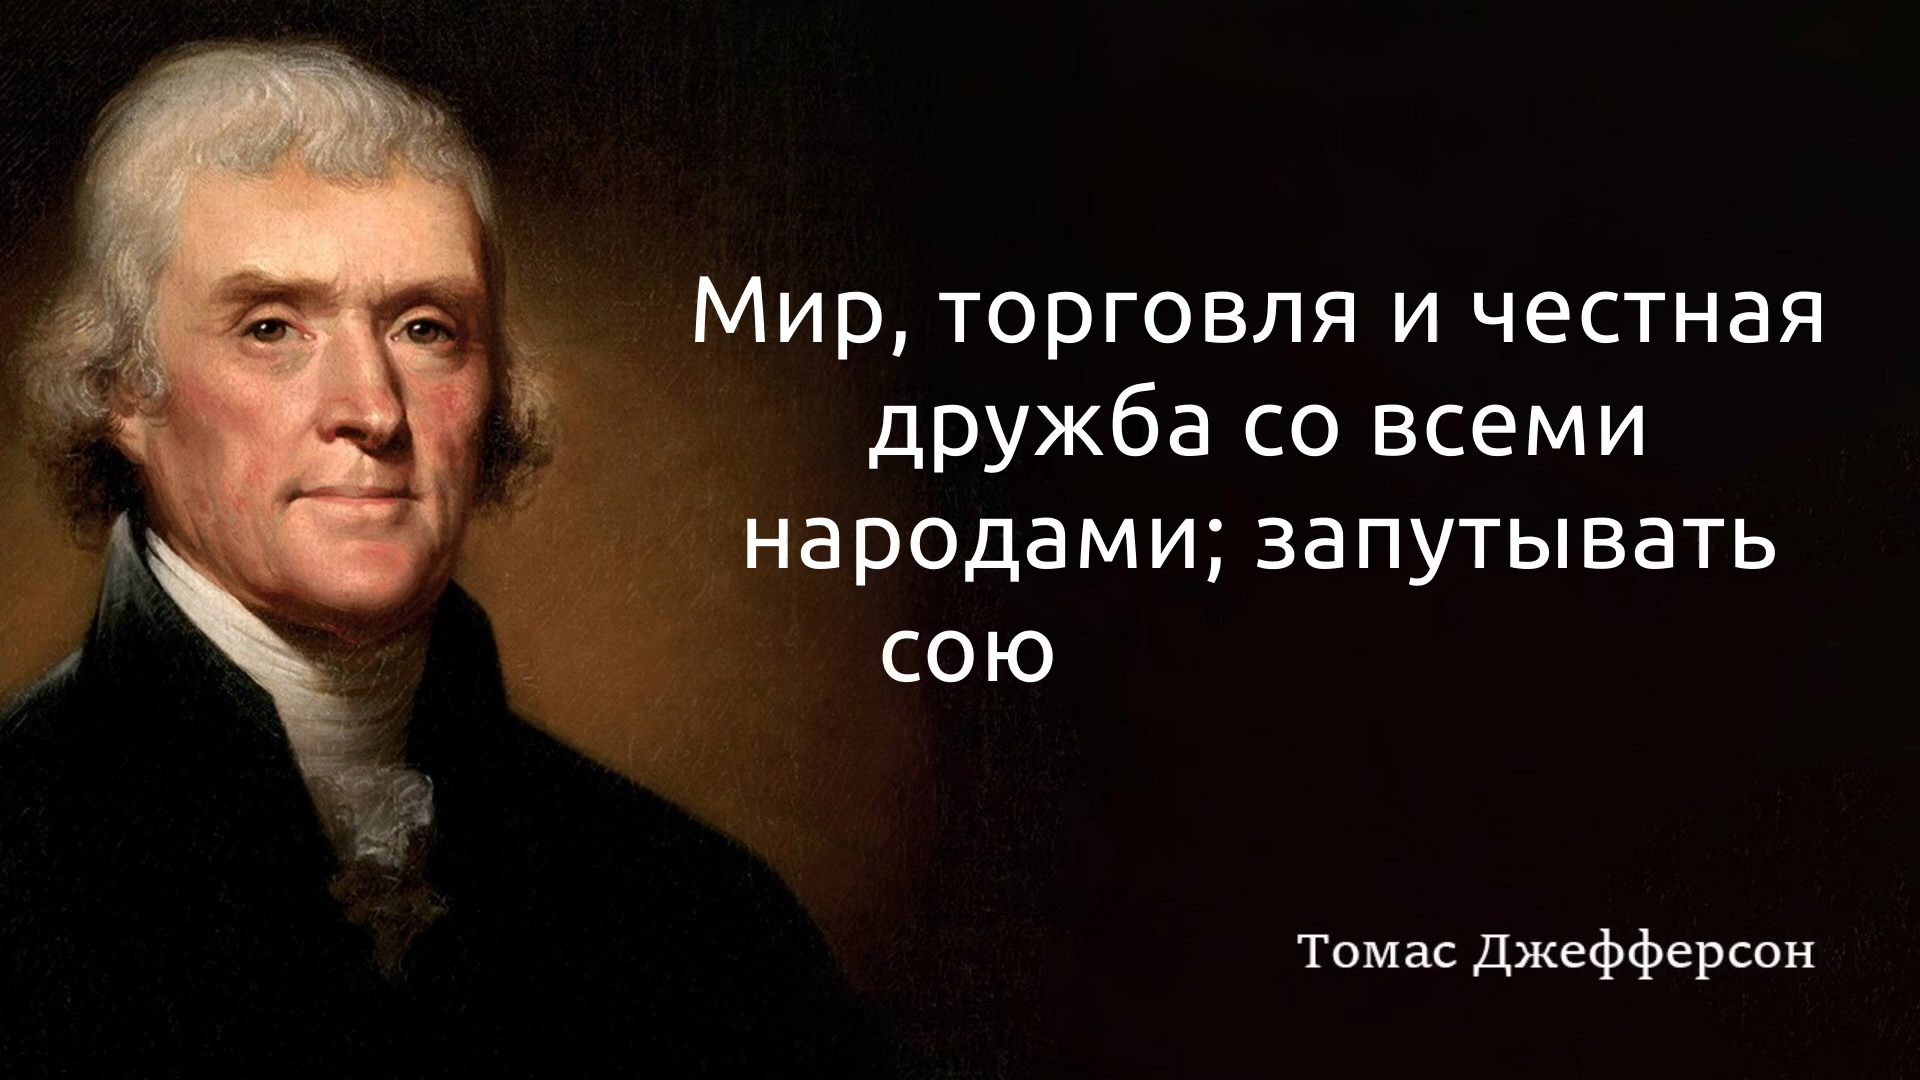 Мир, торговля и честная
дружба со всеми
народами; запутывать
сою
Томас Джефферсон